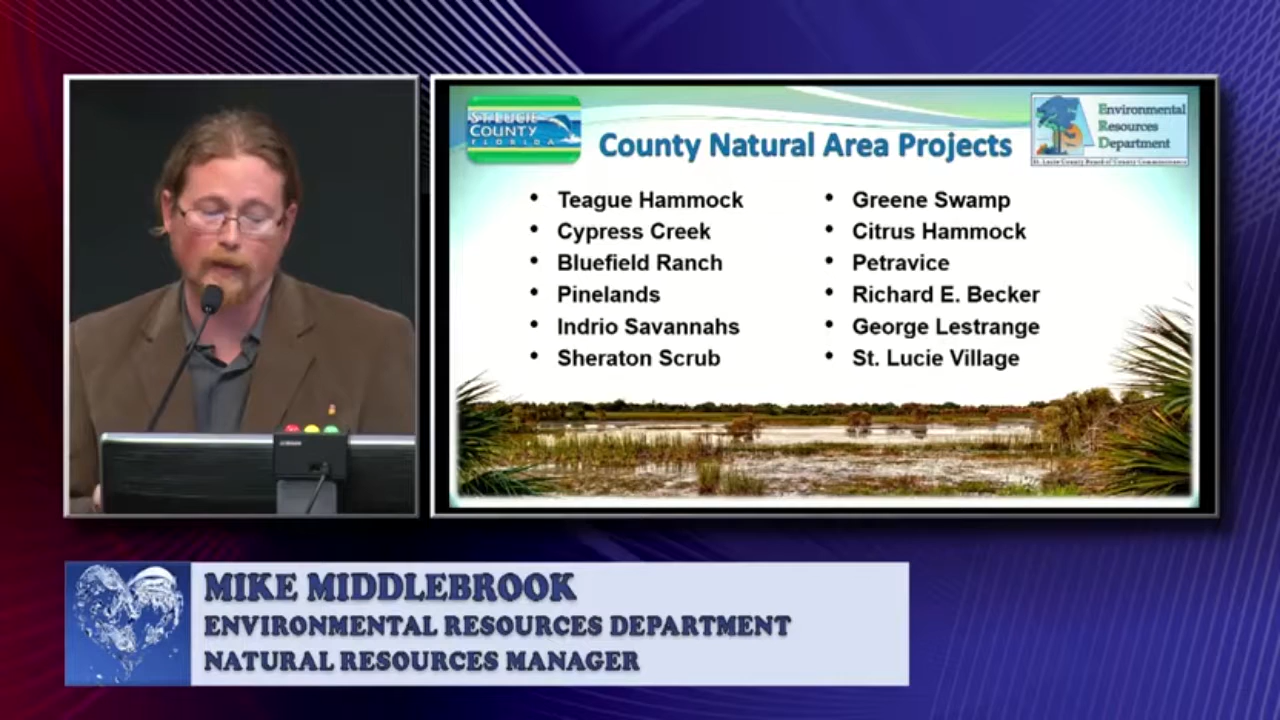 ST. LUCIE
COUNTY
FLORIDA
County Natural Area Projects
Environmental
Resources
Department
St. Lucie County Board of County Commissioners
• Teague Hammock
• Cypress Creek
• Bluefield Ranch
• Pinelands
• Indrio Savannahs
• Sheraton Scrub
• Greene Swamp
• Citrus Hammock
• Petravice
• Richard E. Becker
• George Lestrange
• St. Lucie Village
MIKE MIDDLEBROOK
ENVIRONMENTAL RESOURCES DEPARTMENT
NATURAL RESOURCES MANAGER